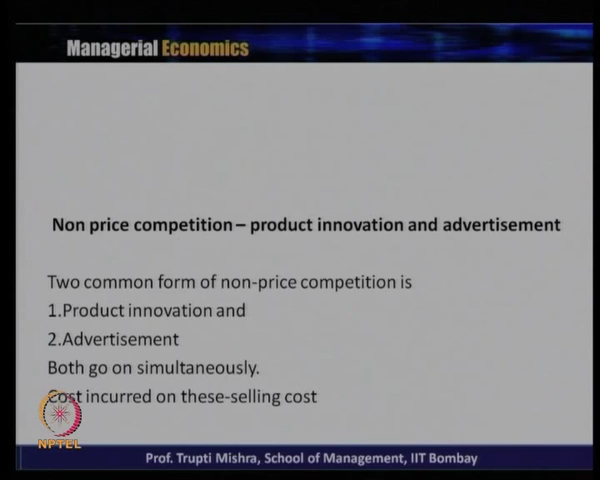 Managerial Economics
Non price competition – product innovation and advertisement
Two common form of non-price competition is
1.Product innovation and
2.Advertisement
Both go on simultaneously.
Cost incurred on these-selling cost
NPTEL
Prof. Trupti Mishra, School of Management, IIT Bombay